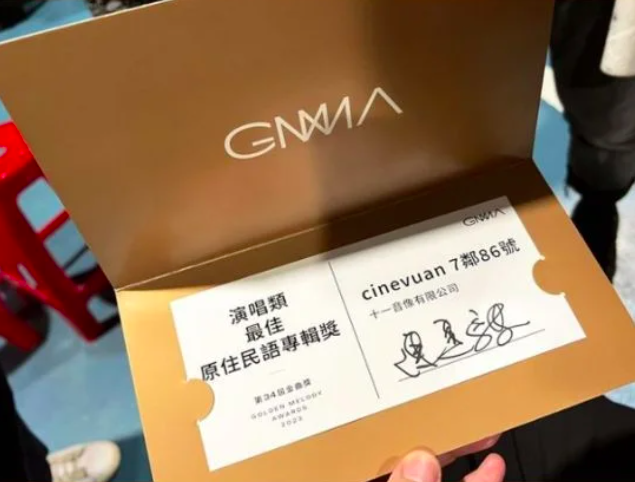 GMA
演唱類
最佳
原住民語專輯獎
第34屆金曲獎
GOLDEN MELODY
AWARDS
2023
GMA
cinevuan 7鄰86號
十一音像有限公司